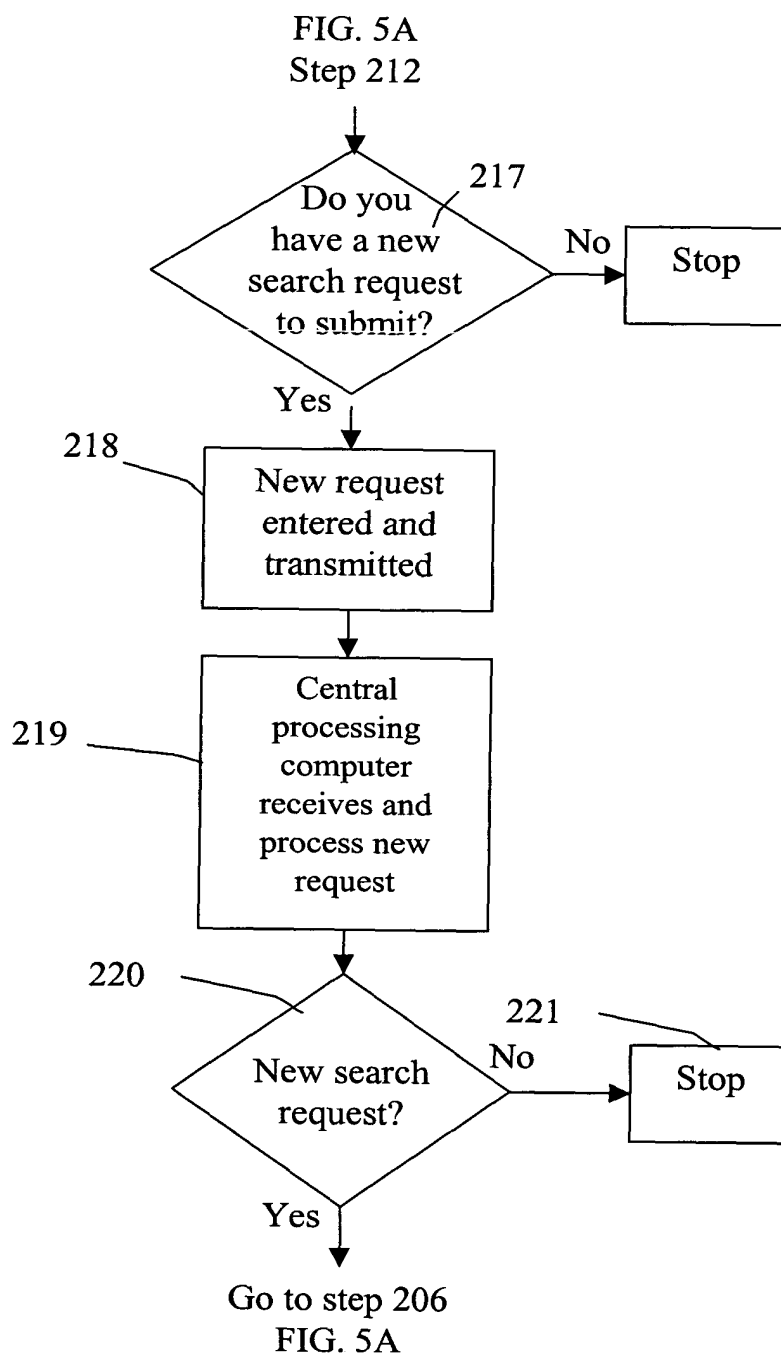 FIG. 5A
Step 212
217
Do you
have a new
search request
to submit?
No
Stop
Yes
218
New request
entered and
transmitted
219
Central
processing
computer
receives and
process new
request
220
221
New search
request?
No
Stop
Yes
Go to step 206
FIG. 5A